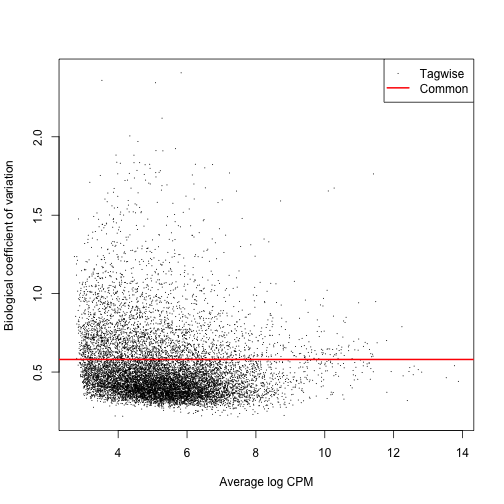 Tagwise
Common
Biological coefficient of variation
2.0
1.5
1.0
0.5
4 6 8 10 12 14
Average log CPM